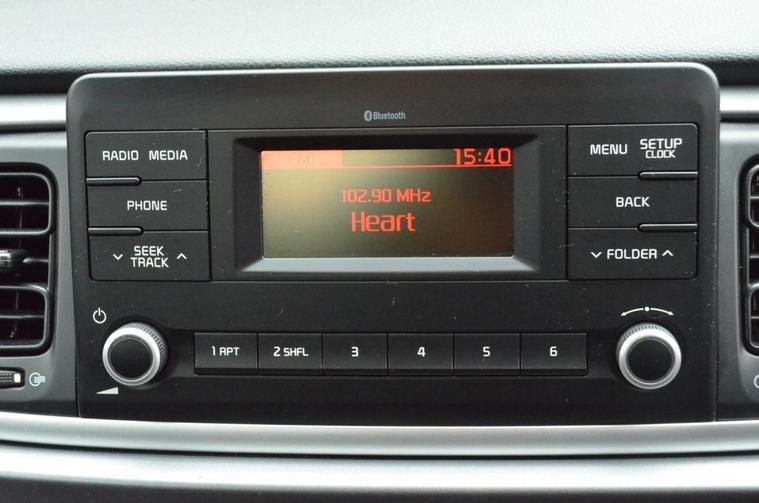 Bluetooth
RADIO MEDIA
PHONE
SEEK
TRACK
FM1
15:40
102.90 MHz
Heart
MENU
SETUP
CLOCK
BACK
FOLDER
1 RPT
2 SHFL
3
4
5
6